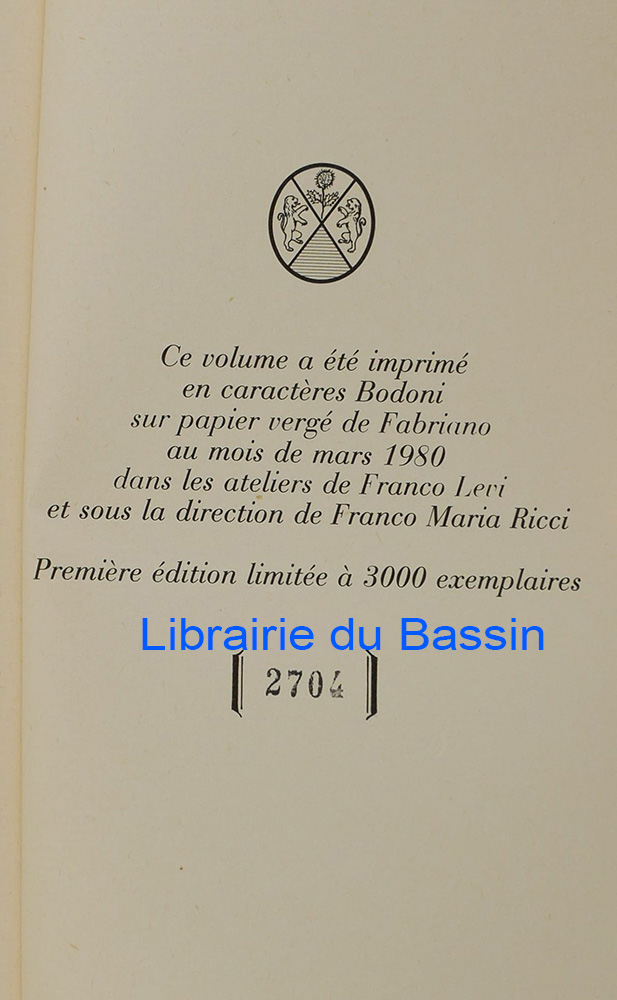 Ce volume a été imprimé
en caractères Bodoni
sur papier vergé de Fabriano
au mois de mars 1980
dans les ateliers de Franco Levi
et sous la direction de Franco Maria Ricci
Première édition limitée à 3000 exemplaires
Librairie du Bassin
2704